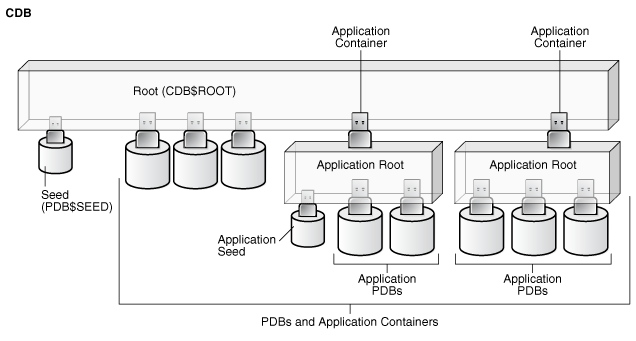 CDB
Application
Container
Application
Container
Root (CDB$ROOT)
Application Root
Application Root
Seed
(PDB$SEED)
Application
Seed
Application
PDBs
Application
PDBs
PDBs and Application Containers